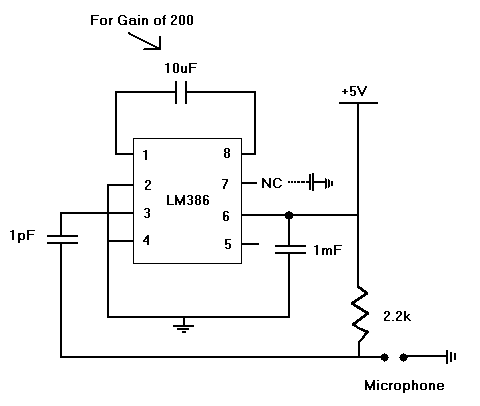 For Gain of 200
10uF
+5V
1 8
2 7 NC
LM386
3 6
1pF
4 5
1mF
2.2k
Microphone